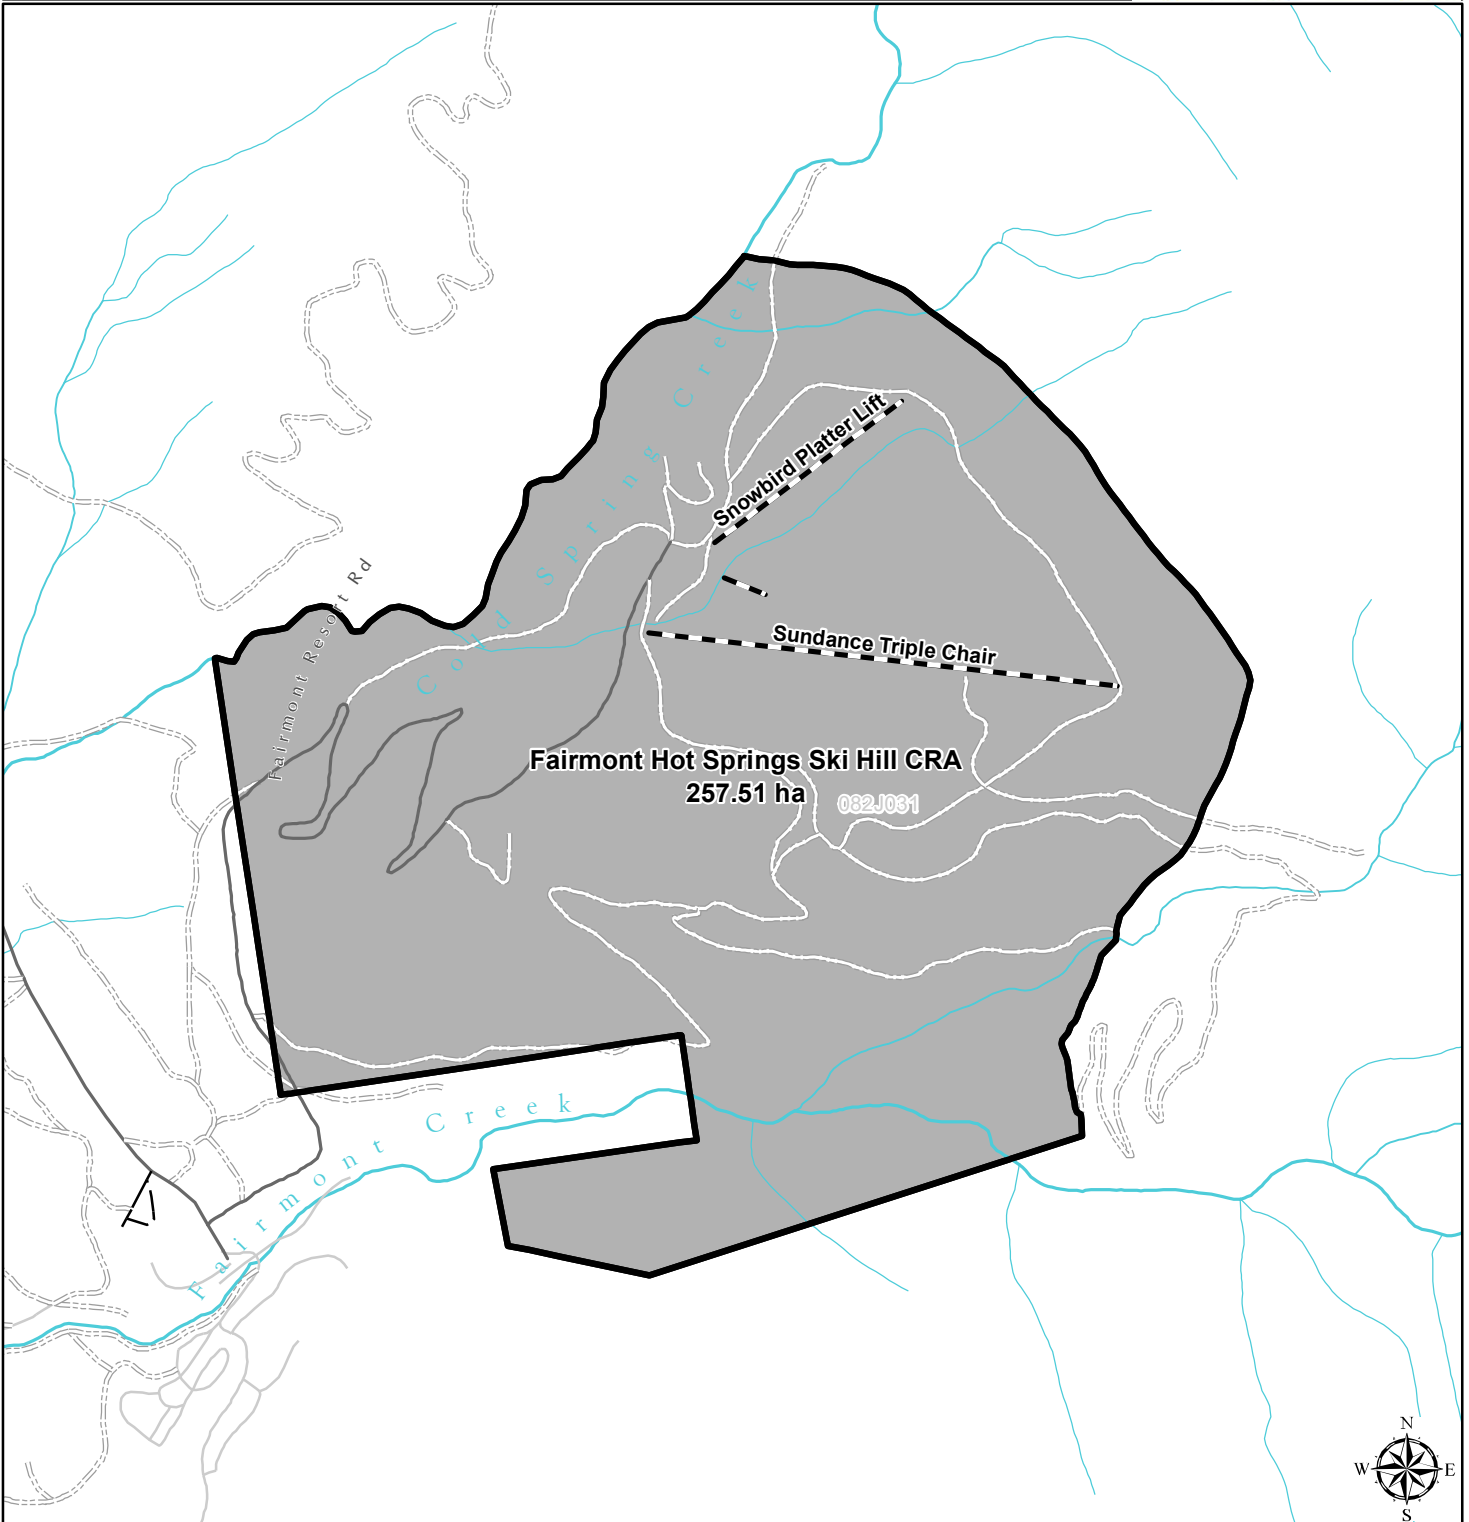 Cold Spring Creek
Snowbird Platter Lift
Fairmont Resort Rd
Sundance Triple Chair
Fairmont Hot Springs Ski Hill CRA
257.51 ha
082J031
Fairmont Creek
N
W E
S